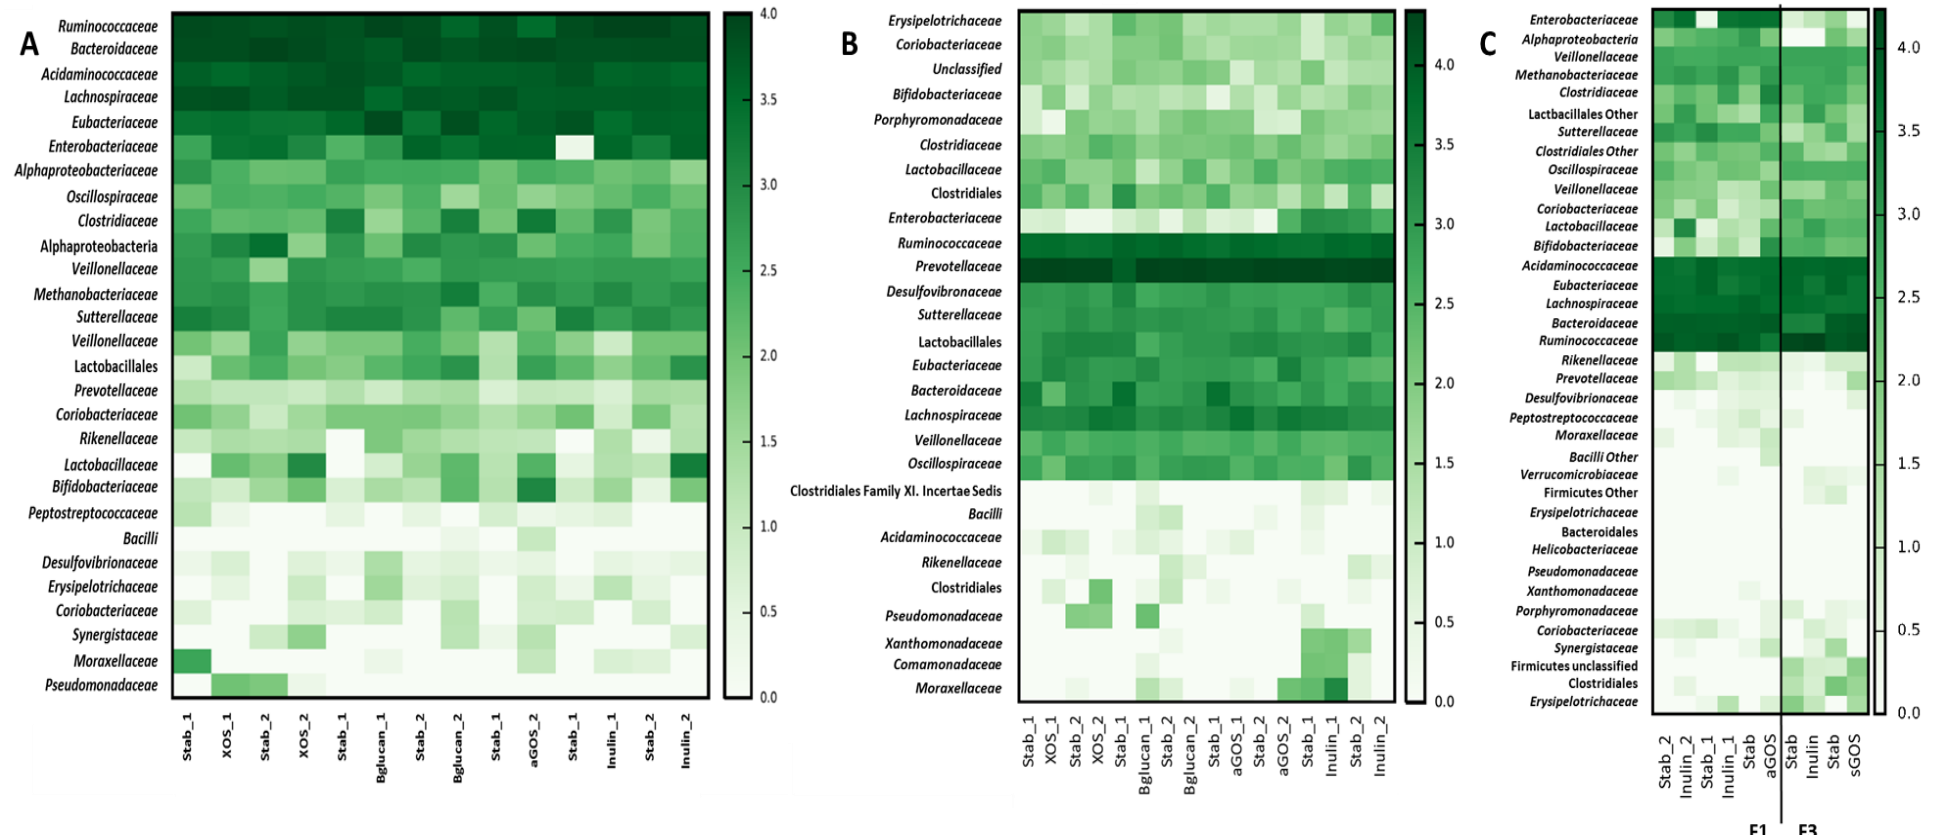 A
Ruminococcaceae
Bacteroidaceae
Acidaminococcaceae
Lachnospiraceae
Eubacteriaceae
Enterobacteriaceae
Alphaproteobacteriaceae
Oscillospiraceae
Clostridiaceae
Alphaproteobacteria
Veillonellaceae
Methanobacteriaceae
Sutterellaceae
Veillonellaceae
Lactobacillales
Prevotellaceae
Coriobacteriaceae
Rikenellaceae
Lactobacillaceae
Bifidobacteriaceae
Peptostreptococcaceae
Bacilli
Desulfovibrionaceae
Erysipelotrichaceae
Coriobacteriaceae
Synergistaceae
Moraxellaceae
Pseudomonadaceae
Stab_1
XOS_1
Stab_2
XOS_2
Stab_1
Bglucan_1
Stab_2
Bglucan_2
Stab_1
aGOS_2
Stab_1
Inulin_1
Stab_2
Inulin_2
4.0
3.5
3.0
2.5
2.0
1.5
1.0
0.5
0.0
B
Erysipelotrichaceae
Coriobacteriaceae
Unclassified
Bifidobacteriaceae
Porphyromonadaceae
Clostridiaceae
Lactobacillaceae
Clostridiales
Enterobacteriaceae
Ruminococcaceae
Prevotellaceae
Desulfovibronaceae
Sutterellaceae
Lactobacillales
Eubacteriaceae
Bacteroidaceae
Lachnospiraceae
Veillonellaceae
Oscillospiraceae
Clostridiales Family XI. Incertae Sedis
Bacilli
Acidaminococcaceae
Rikenellaceae
Clostridiales
Pseudomonadaceae
Xanthomonadaceae
Comamonadaceae
Moraxellaceae
Stab_1
XOS_1
Stab_2
XOS_2
Stab_1
Bglucan_1
Stab_2
Bglucan_2
Stab_1
aGOS_1
Stab_2
aGOS_2
Stab_1
Inulin_1
Stab_2
Inulin_2
4.0
3.5
3.0
2.5
2.0
1.5
1.0
0.5
0.0
C
Enterobacteriaceae
Alphaproteobacteria
Veillonellaceae
Methanobacteriaceae
Clostridiaceae
Lactbacillales Other
Sutterellaceae
Clostridiales Other
Oscillospiraceae
Veillonellaceae
Coriobacteriaceae
Lactobacillaceae
Bifidobacteriaceae
Acidaminococcaceae
Eubacteriaceae
Lachnospiraceae
Bacteroidaceae
Ruminococcaceae
Rikenellaceae
Prevotellaceae
Desulfovibrionaceae
Peptostreptococcaceae
Moraxellaceae
Bacilli Other
Verrucomicrobiaceae
Firmicutes Other
Erysipelotrichaceae
Bacteroidales
Helicobacteriaceae
Pseudomonadaceae
Xanthomonadaceae
Porphyromonadaceae
Coriobacteriaceae
Synergistaceae
Firmicutes unclassified
Clostridiales
Erysipelotrichaceae
Stab_2
Inulin_2
Stab_1
Inulin_1
Stab
aGOS
Stab
Inulin
Stab
sGOS
4.0
3.5
3.0
2.5
2.0
1.5
1.0
0.5
0.0